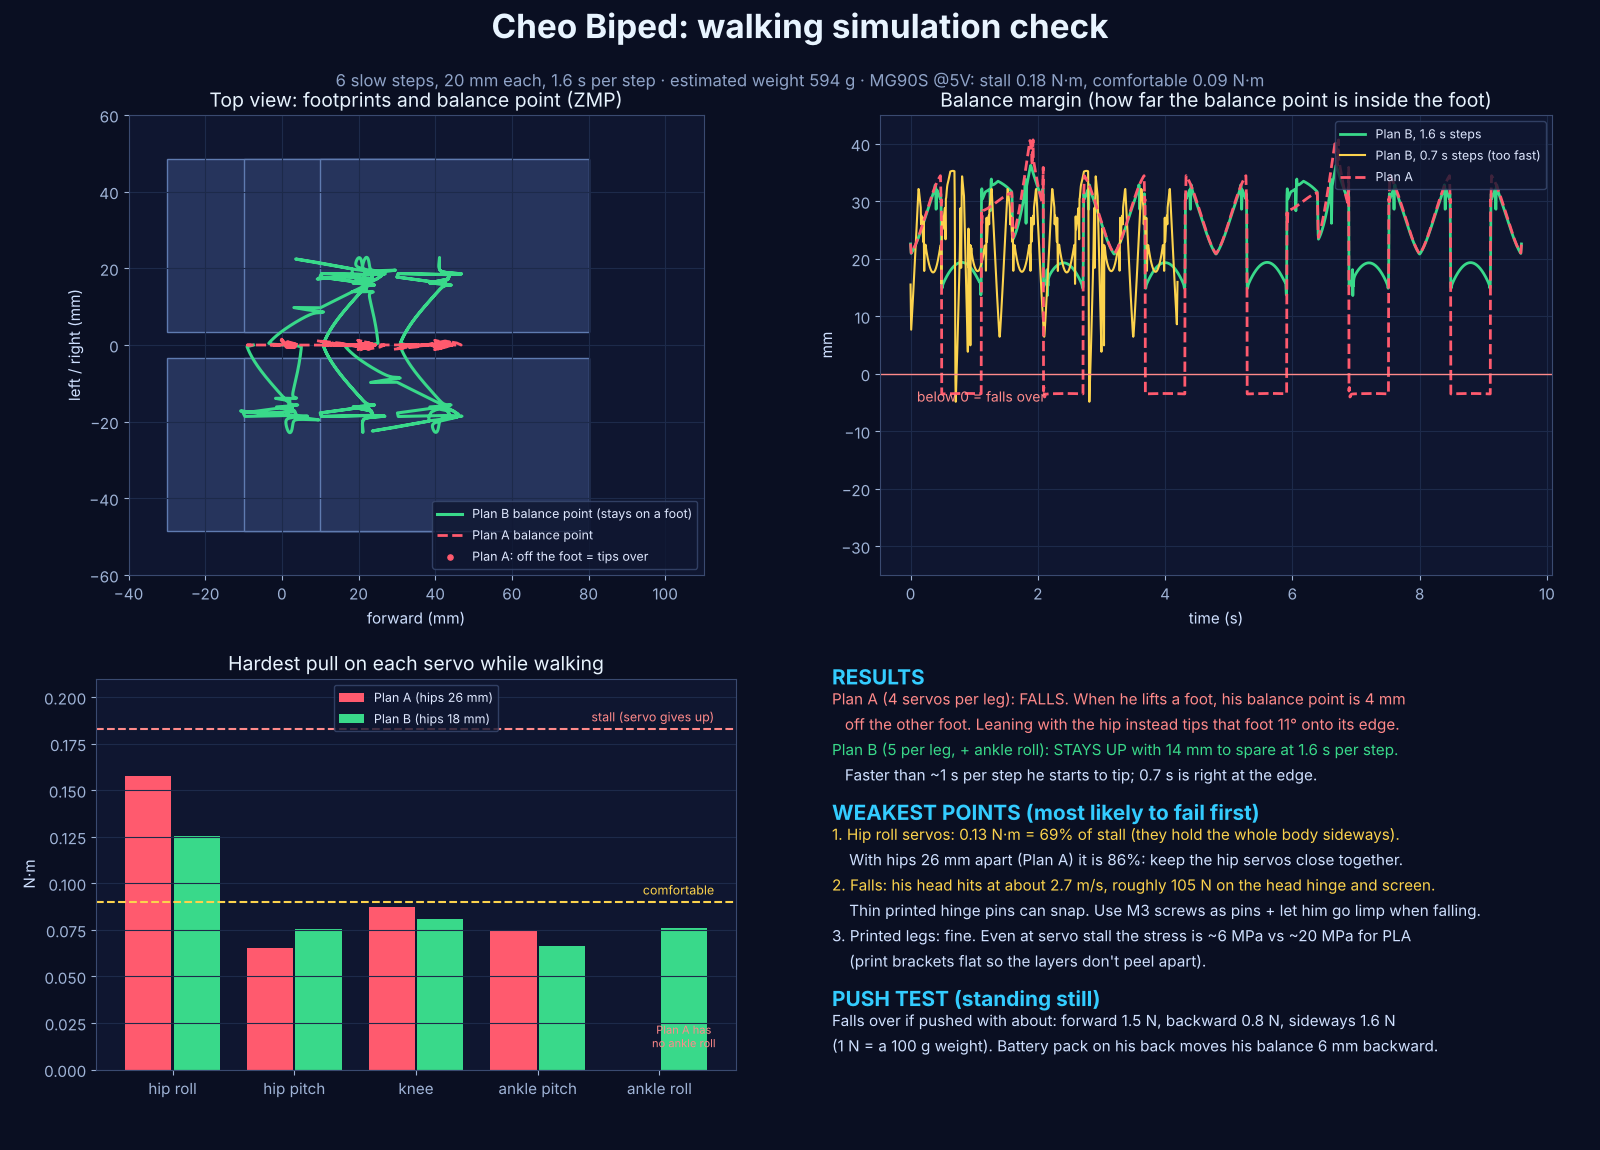 Cheo Biped: walking simulation check
6 slow steps, 20 mm each, 1.6 s per step · estimated weight 594 g · MG90S @5V: stall 0.18 N·m, comfortable 0.09 N·m
Top view: footprints and balance point (ZMP)
60
40
20
0
−20
−40
−60
left / right (mm)
−40
−20
0
20
40
60
80
100
forward (mm)
Plan B balance point (stays on a foot)
Plan A balance point
Plan A: off the foot = tips over
Balance margin (how far the balance point is inside the foot)
40
30
20
10
0
−10
−20
−30
mm
0
2
4
6
8
10
time (s)
Plan B, 1.6 s steps
Plan B, 0.7 s steps (too fast)
Plan A
below 0 = falls over
Hardest pull on each servo while walking
0.200
0.175
0.150
0.125
0.100
0.075
0.050
0.025
0.000
N·m
Plan A (hips 26 mm)
Plan B (hips 18 mm)
stall (servo gives up)
comfortable
Plan A has
no ankle roll
hip roll
hip pitch
knee
ankle pitch
ankle roll
RESULTS
Plan A (4 servos per leg): FALLS. When he lifts a foot, his balance point is 4 mm
off the other foot. Leaning with the hip instead tips that foot 11° onto its edge.
Plan B (5 per leg, + ankle roll): STAYS UP with 14 mm to spare at 1.6 s per step.
Faster than ~1 s per step he starts to tip; 0.7 s is right at the edge.
WEAKEST POINTS (most likely to fail first)
1. Hip roll servos: 0.13 N·m = 69% of stall (they hold the whole body sideways).
With hips 26 mm apart (Plan A) it is 86%: keep the hip servos close together.
2. Falls: his head hits at about 2.7 m/s, roughly 105 N on the head hinge and screen.
Thin printed hinge pins can snap. Use M3 screws as pins + let him go limp when falling.
3. Printed legs: fine. Even at servo stall the stress is ~6 MPa vs ~20 MPa for PLA
(print brackets flat so the layers don't peel apart).
PUSH TEST (standing still)
Falls over if pushed with about: forward 1.5 N, backward 0.8 N, sideways 1.6 N
(1 N = a 100 g weight). Battery pack on his back moves his balance 6 mm backward.